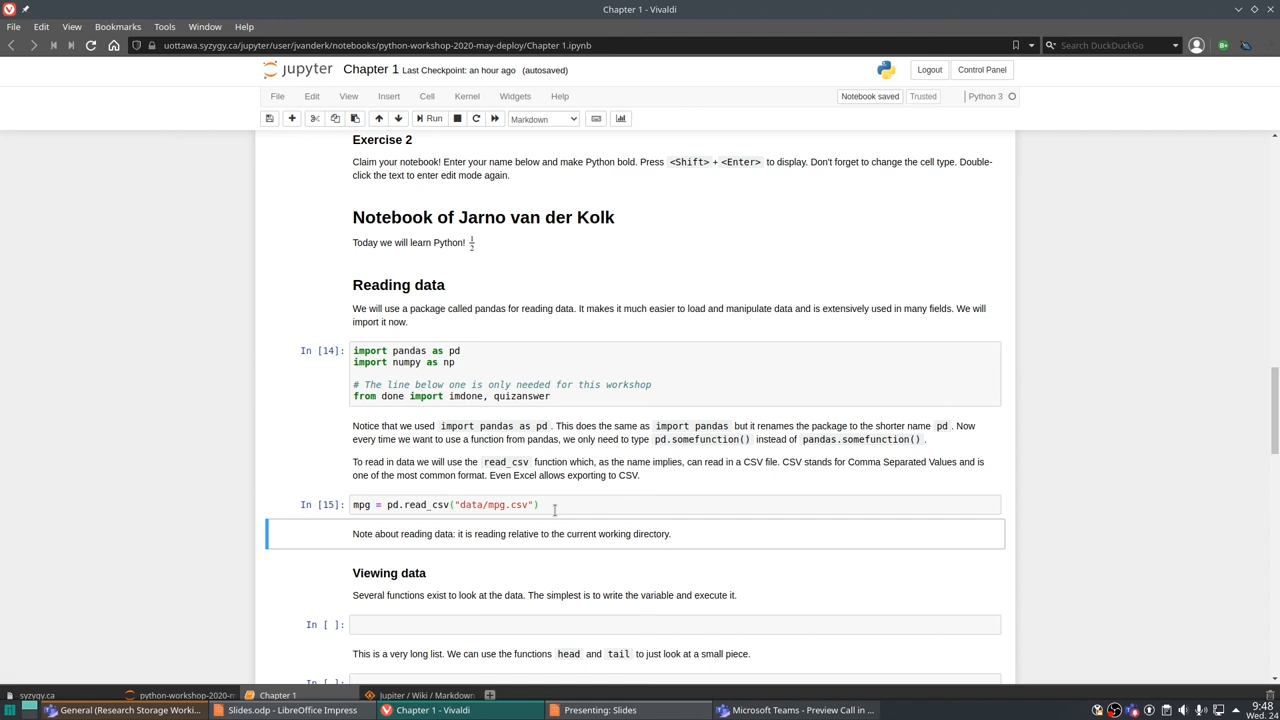 Chapter 1 - Vivaldi
File Edit View Bookmarks Tools Window Help
uottawa.syzygy.ca/jupyter/user/jvanderk/notebooks/python-workshop-2020-may-deploy/Chapter 1.ipynb
Search DuckDuckGo
jupyter Chapter 1 Last Checkpoint: an hour ago (autosaved)
Logout Control Panel
File Edit View Insert Cell Kernel Widgets Help
Notebook saved Trusted Python 3
Run Markdown
Exercise 2
Claim your notebook! Enter your name below and make Python bold. Press <Shift> + <Enter> to display. Don't forget to change the cell type. Double-
click the text to enter edit mode again.
Notebook of Jarno van der Kolk
Today we will learn Python! 1/2
Reading data
We will use a package called pandas for reading data. It makes it much easier to load and manipulate data and is extensively used in many fields. We will
import it now.
In [14]: import pandas as pd
import numpy as np
# The line below one is only needed for this workshop
from done import imdone, quizanswer
Notice that we used import pandas as pd . This does the same as import pandas but it renames the package to the shorter name pd . Now
every time we want to use a function from pandas, we only need to type pd.somefunction() instead of pandas.somefunction() .
To read in data we will use the read_csv function which, as the name implies, can read in a CSV file. CSV stands for Comma Separated Values and is
one of the most common format. Even Excel allows exporting to CSV.
In [15]: mpg = pd.read_csv("data/mpg.csv")
Note about reading data: it is reading relative to the current working directory.
Viewing data
Several functions exist to look at the data. The simplest is to write the variable and execute it.
In [ ]:
This is a very long list. We can use the functions head and tail to just look at a small piece.
In [ ]:
syzygy.ca python-workshop-2020-m Chapter 1 Jupiter / Wiki / Markdown
General (Research Storage Worki... Slides.odp - LibreOffice Impress Chapter 1 - Vivaldi Presenting: Slides Microsoft Teams - Preview Call in ...
9:48